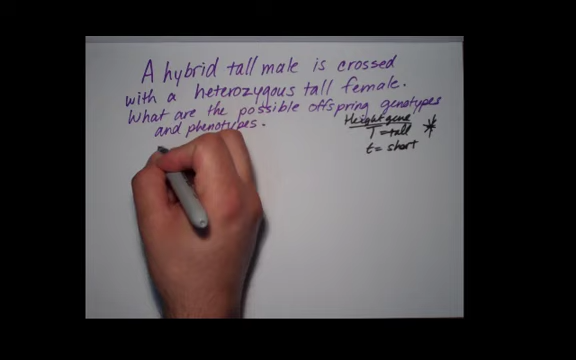 A hybrid tall male is crossed
with a heterozygous tall female.
What are the possible offspring genotypes
and phenotypes.
Height gene
T = tall
t = short